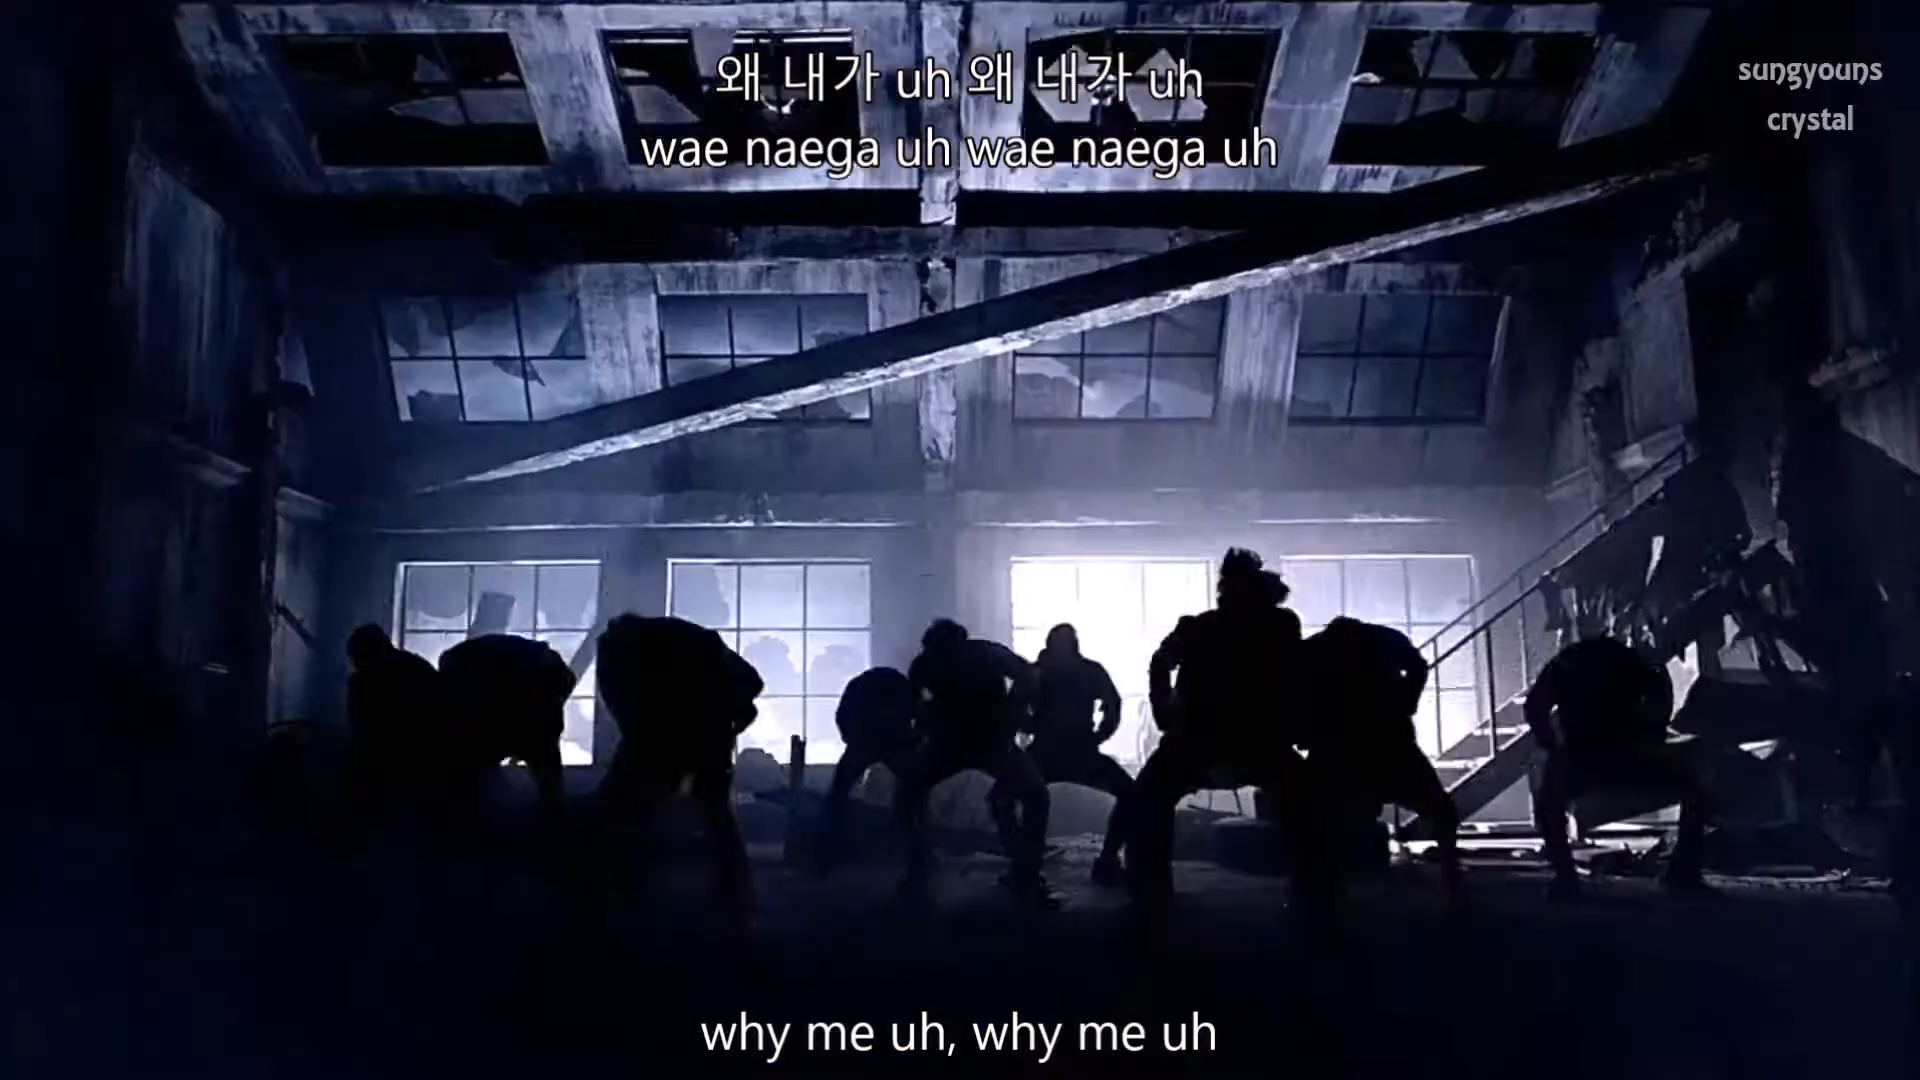 왜 내가 uh 왜 내가 uh
wae naega uh wae naega uh
sungyouns
crystal
why me uh, why me uh